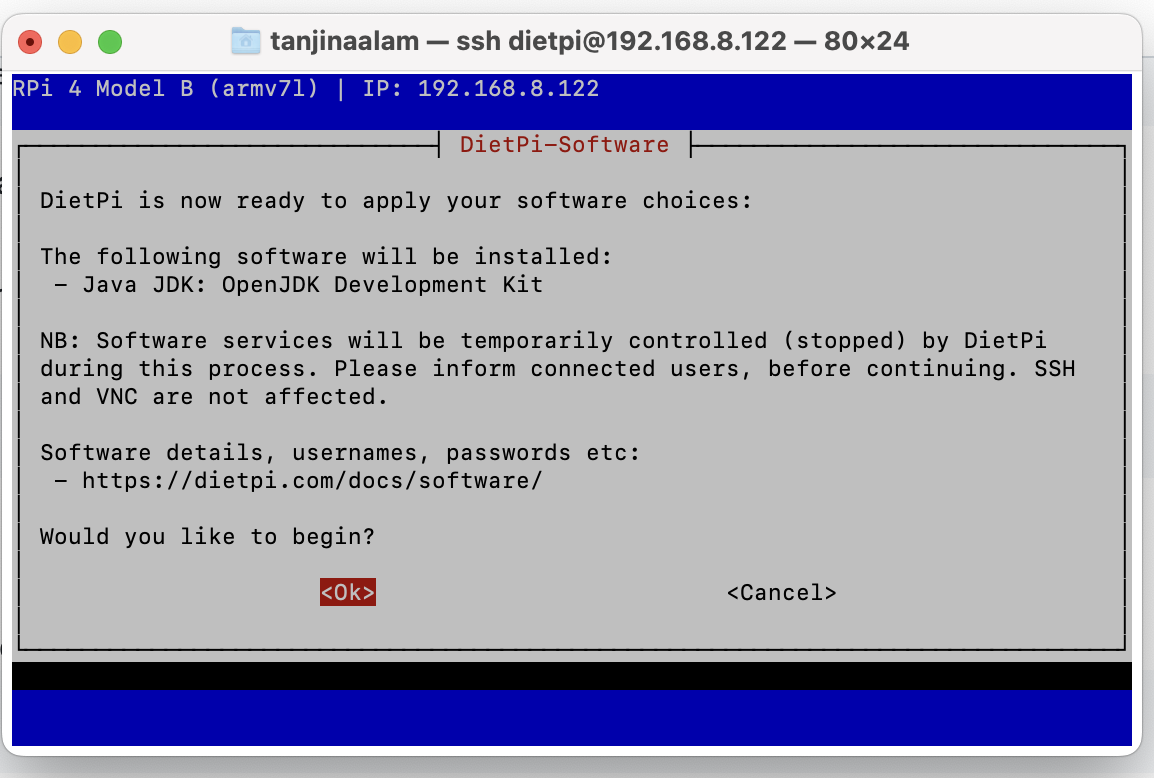 tanjinaalam — ssh dietpi@192.168.8.122 — 80×24
RPi 4 Model B (armv7l) | IP: 192.168.8.122
DietPi-Software
DietPi is now ready to apply your software choices:
The following software will be installed:
– Java JDK: OpenJDK Development Kit
NB: Software services will be temporarily controlled (stopped) by DietPi
during this process. Please inform connected users, before continuing. SSH
and VNC are not affected.
Software details, usernames, passwords etc:
– https://dietpi.com/docs/software/
Would you like to begin?
<Ok> <Cancel>